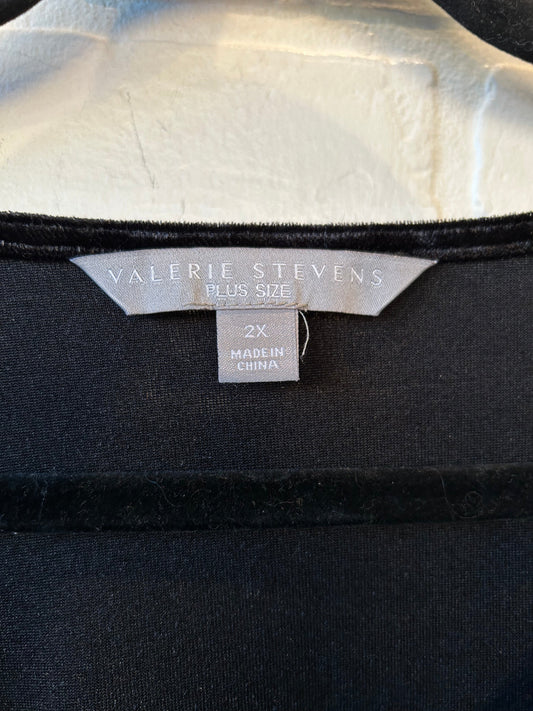 VALERIE STEVENS
PLUS SIZE
2X
MADE IN
CHINA